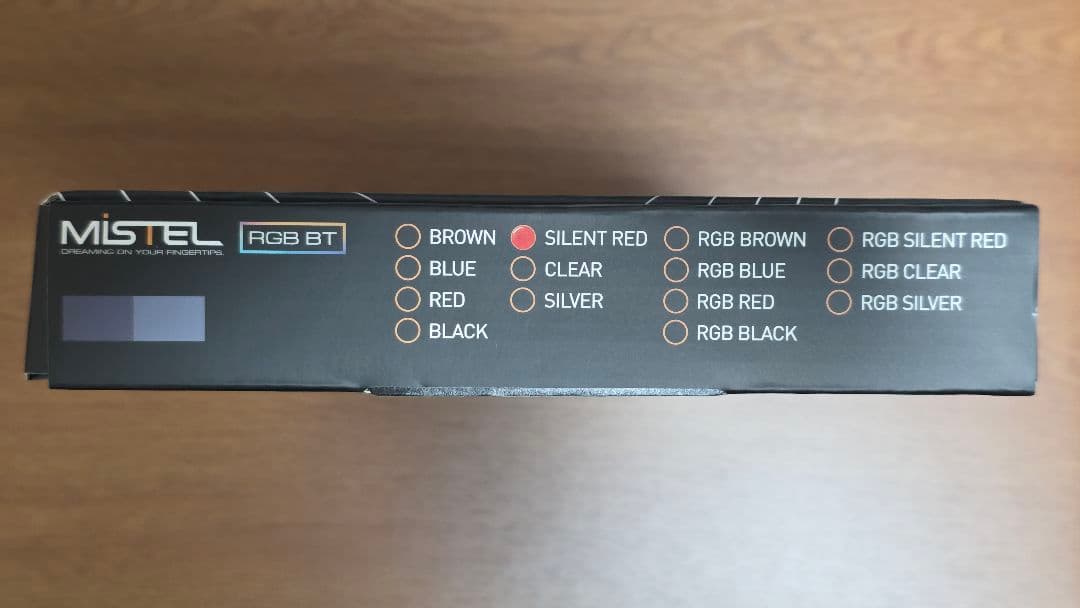 MiSTEL
DREAMING ON YOUR FINGERTIPS.
RGB BT
BROWN
BLUE
RED
BLACK
SILENT RED
CLEAR
SILVER
RGB BROWN
RGB BLUE
RGB RED
RGB BLACK
RGB SILENT RED
RGB CLEAR
RGB SILVER